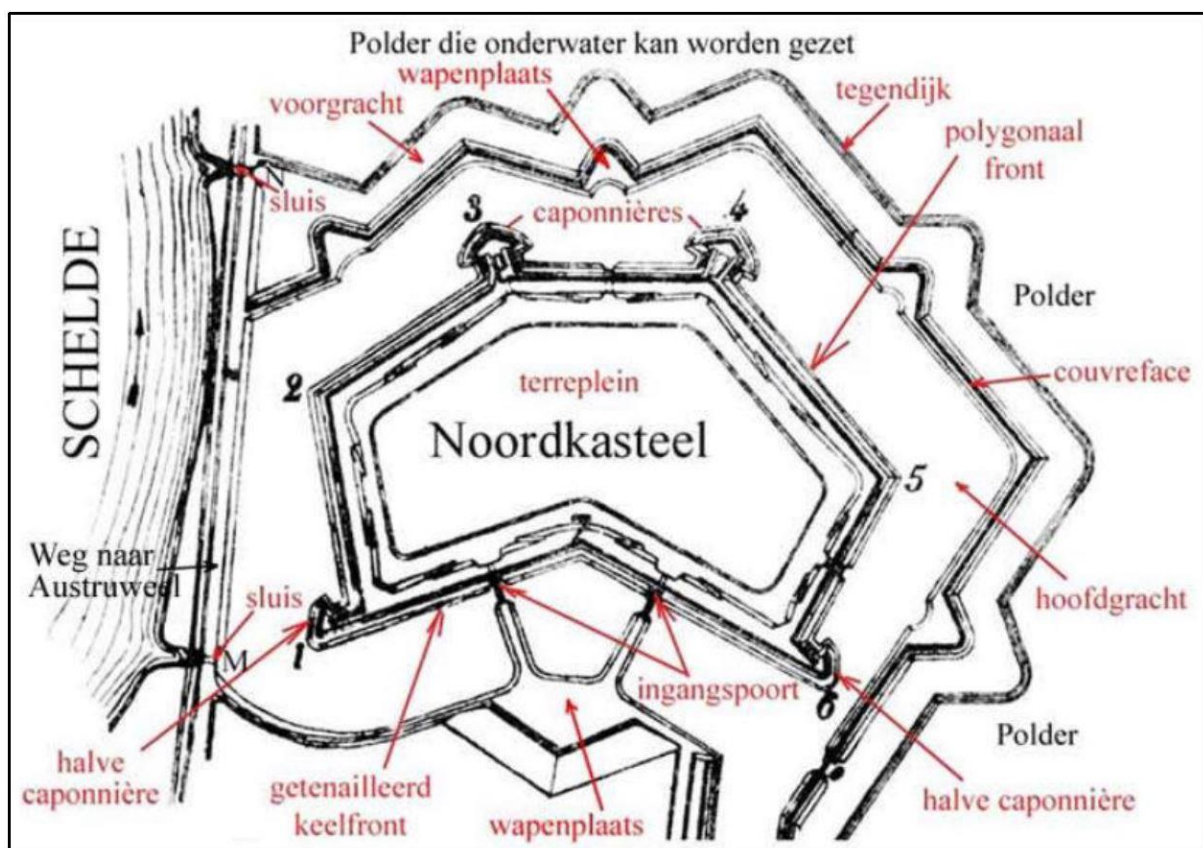 Polder die onderwater kan worden gezet
wapenplaats
voorgracht
tegendijk
polygonaal
front
N
sluis
3
caponnières
4
SCHELDE
Polder
2
terreplein
couvreface
Noordkasteel
5
Weg naar
Austruweel
sluis
hoofdgracht
M
1
ingangspoort
6
halve
caponnière
getenailleerd
keelfront
wapenplaats
Polder
halve caponnière